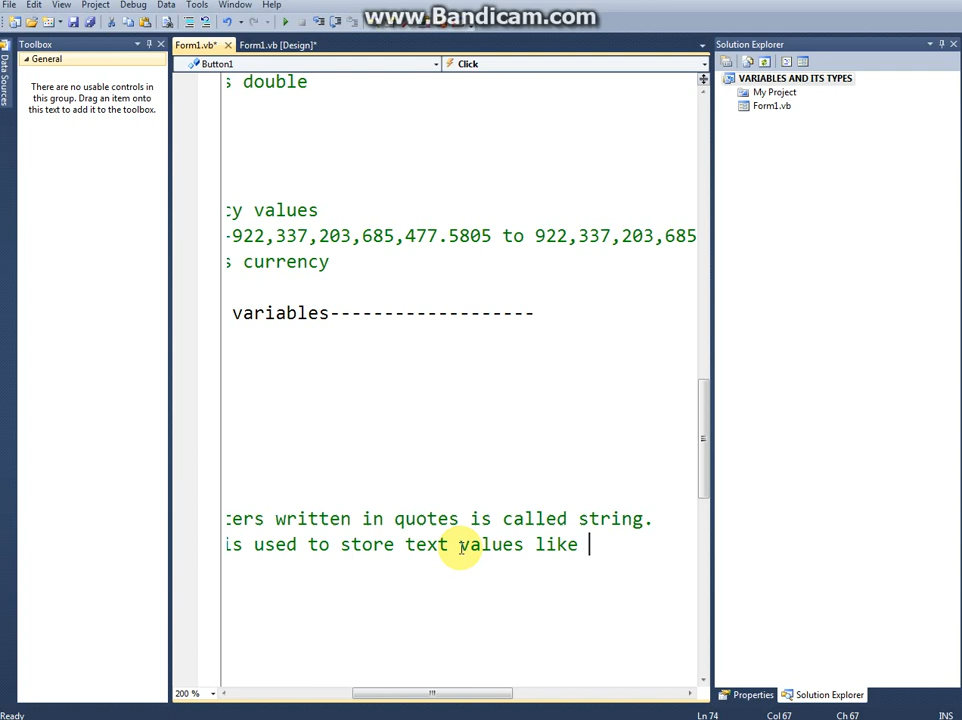 File Edit View Project Debug Data Tools Window Help
www.Bandicam.com
Toolbox
General
There are no usable controls in
this group. Drag an item onto
this text to add it to the toolbox.
Data Sources
Form1.vb* Form1.vb [Design]*
Button1 Click
s double
cy values
-922,337,203,685,477.5805 to 922,337,203,685
s currency
variables-------------------
ters written in quotes is called string.
is used to store text values like
200 %
Solution Explorer
VARIABLES AND ITS TYPES
My Project
Form1.vb
Properties Solution Explorer
Ready Ln 74 Col 67 Ch 67 INS